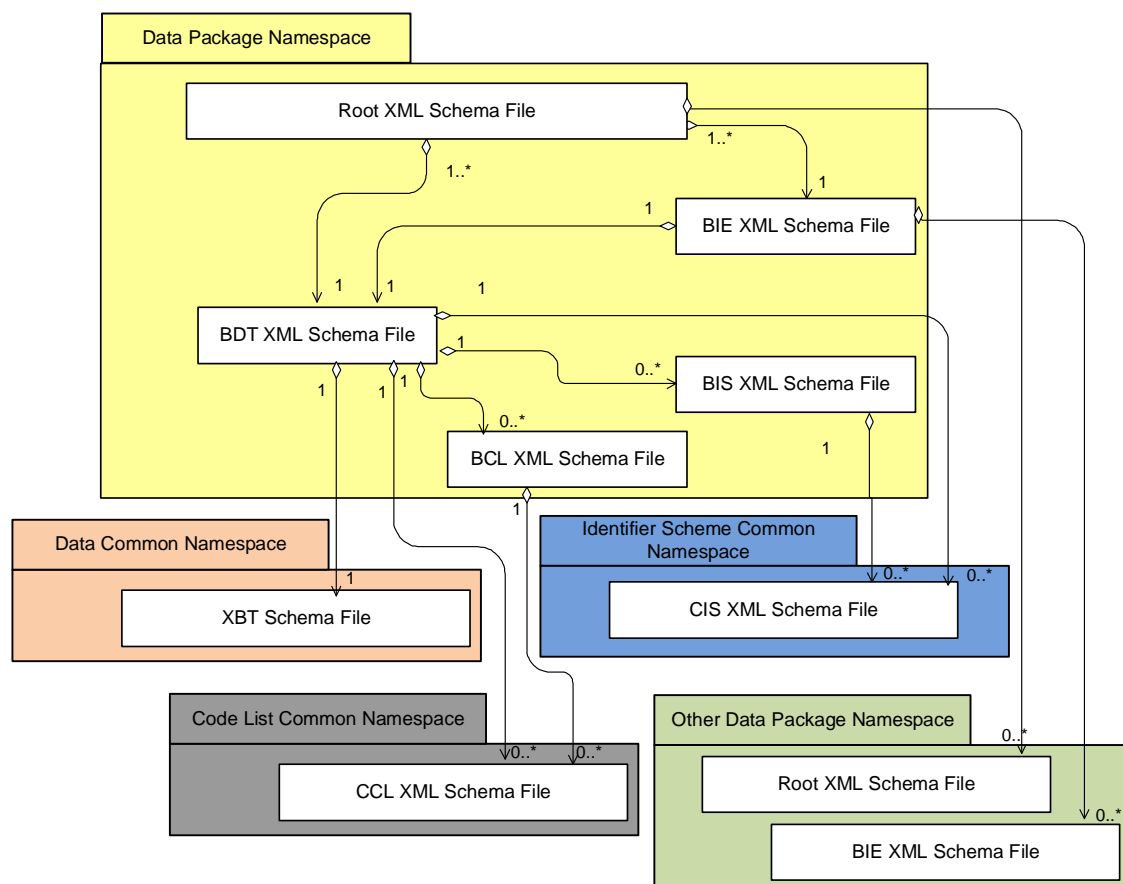 Data Package Namespace
Root XML Schema File
1..*
1..*
1
1
BIE XML Schema File
1
1
1
BDT XML Schema File
1
0..*
BIS XML Schema File
1
1
1
0..*
1
BCL XML Schema File
1
Data Common Namespace
Identifier Scheme Common
Namespace
1
0..*
0..*
XBT Schema File
CIS XML Schema File
Code List Common Namespace
Other Data Package Namespace
0..*
0..*
0..*
CCL XML Schema File
Root XML Schema File
0..*
BIE XML Schema File